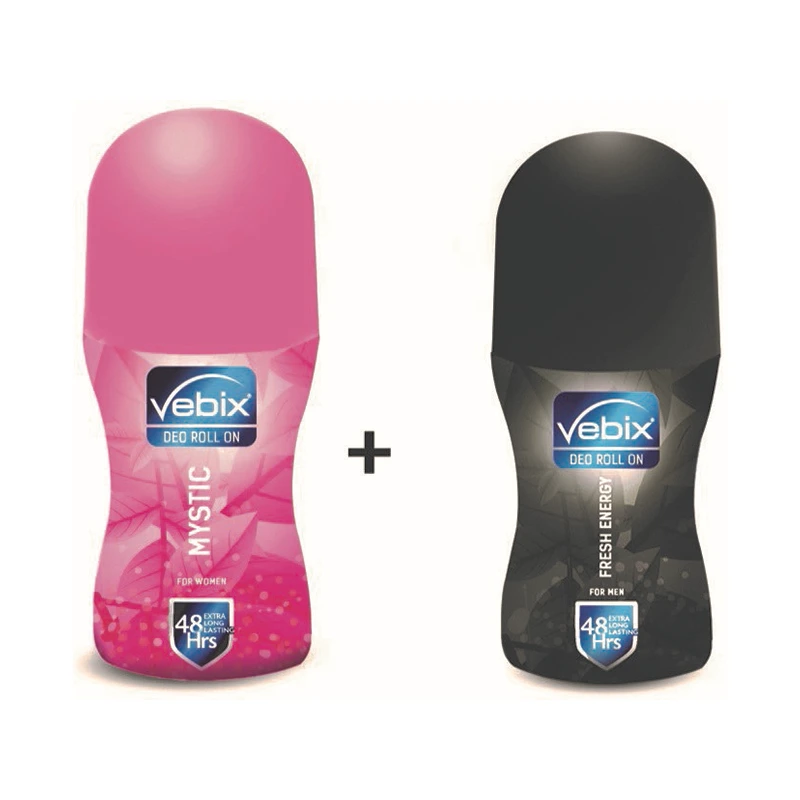 Vebix®
DEO ROLL ON
MYSTIC
FOR WOMEN
48 Hrs
EXTRA
LONG
LASTING
+
Vebix®
DEO ROLL ON
FRESH ENERGY
FOR MEN
48 Hrs
EXTRA
LONG
LASTING